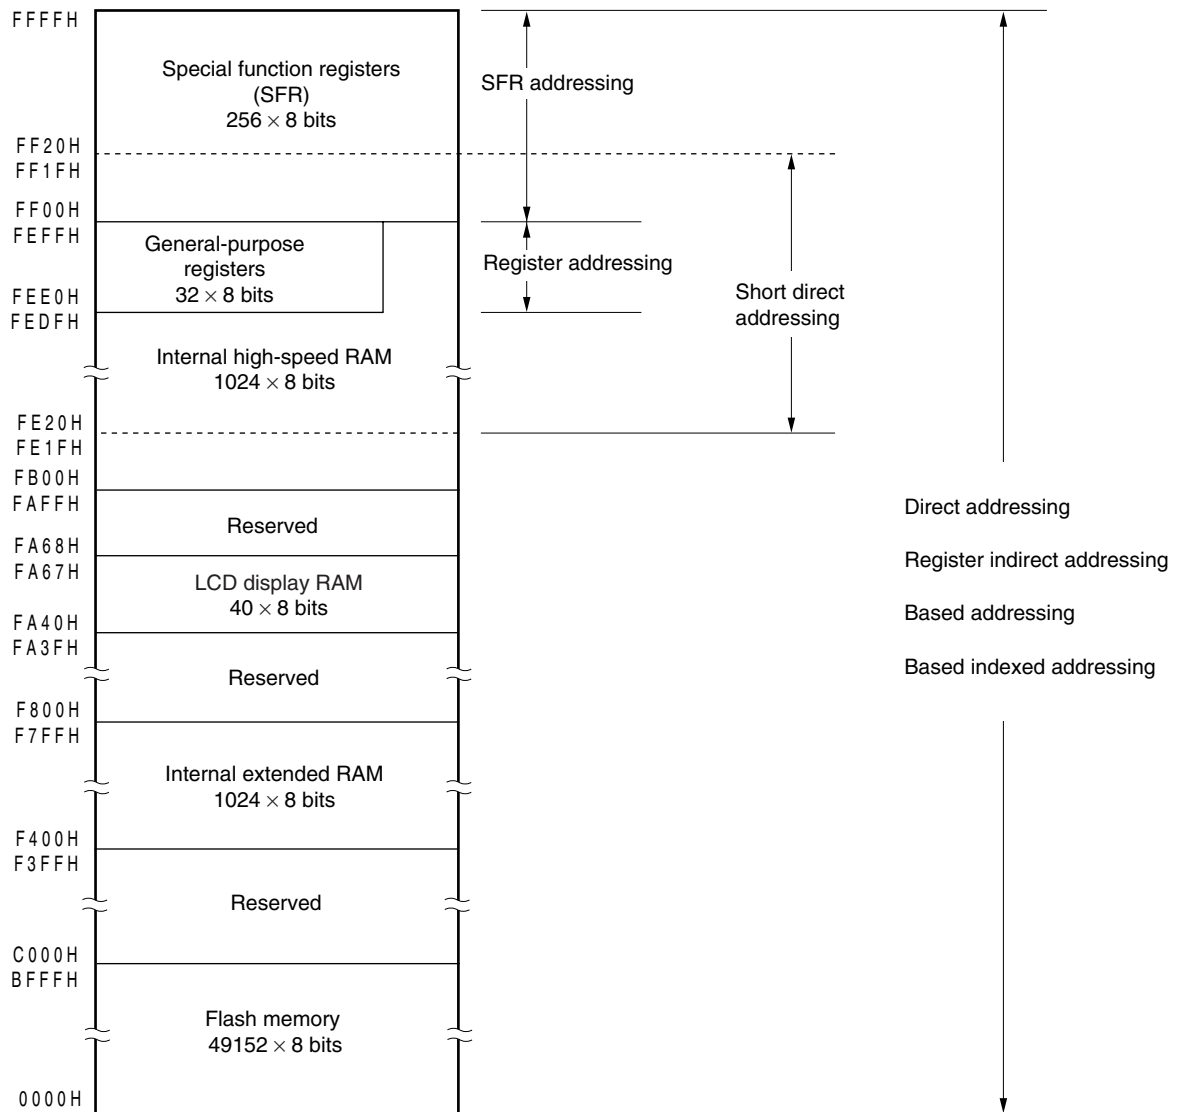 FFFFH
Special function registers
(SFR)
256 × 8 bits
SFR addressing
FF20H
FF1FH
FF00H
FEFFH
General-purpose
registers
32 × 8 bits
Register addressing
Short direct
addressing
FEE0H
FEDFH
Internal high-speed RAM
1024 × 8 bits
FE20H
FE1FH
FB00H
FAFFH
Reserved
Direct addressing
Register indirect addressing
Based addressing
Based indexed addressing
FA68H
FA67H
LCD display RAM
40 × 8 bits
FA40H
FA3FH
Reserved
F800H
F7FFH
Internal extended RAM
1024 × 8 bits
F400H
F3FFH
Reserved
C000H
BFFFH
Flash memory
49152 × 8 bits
0000H